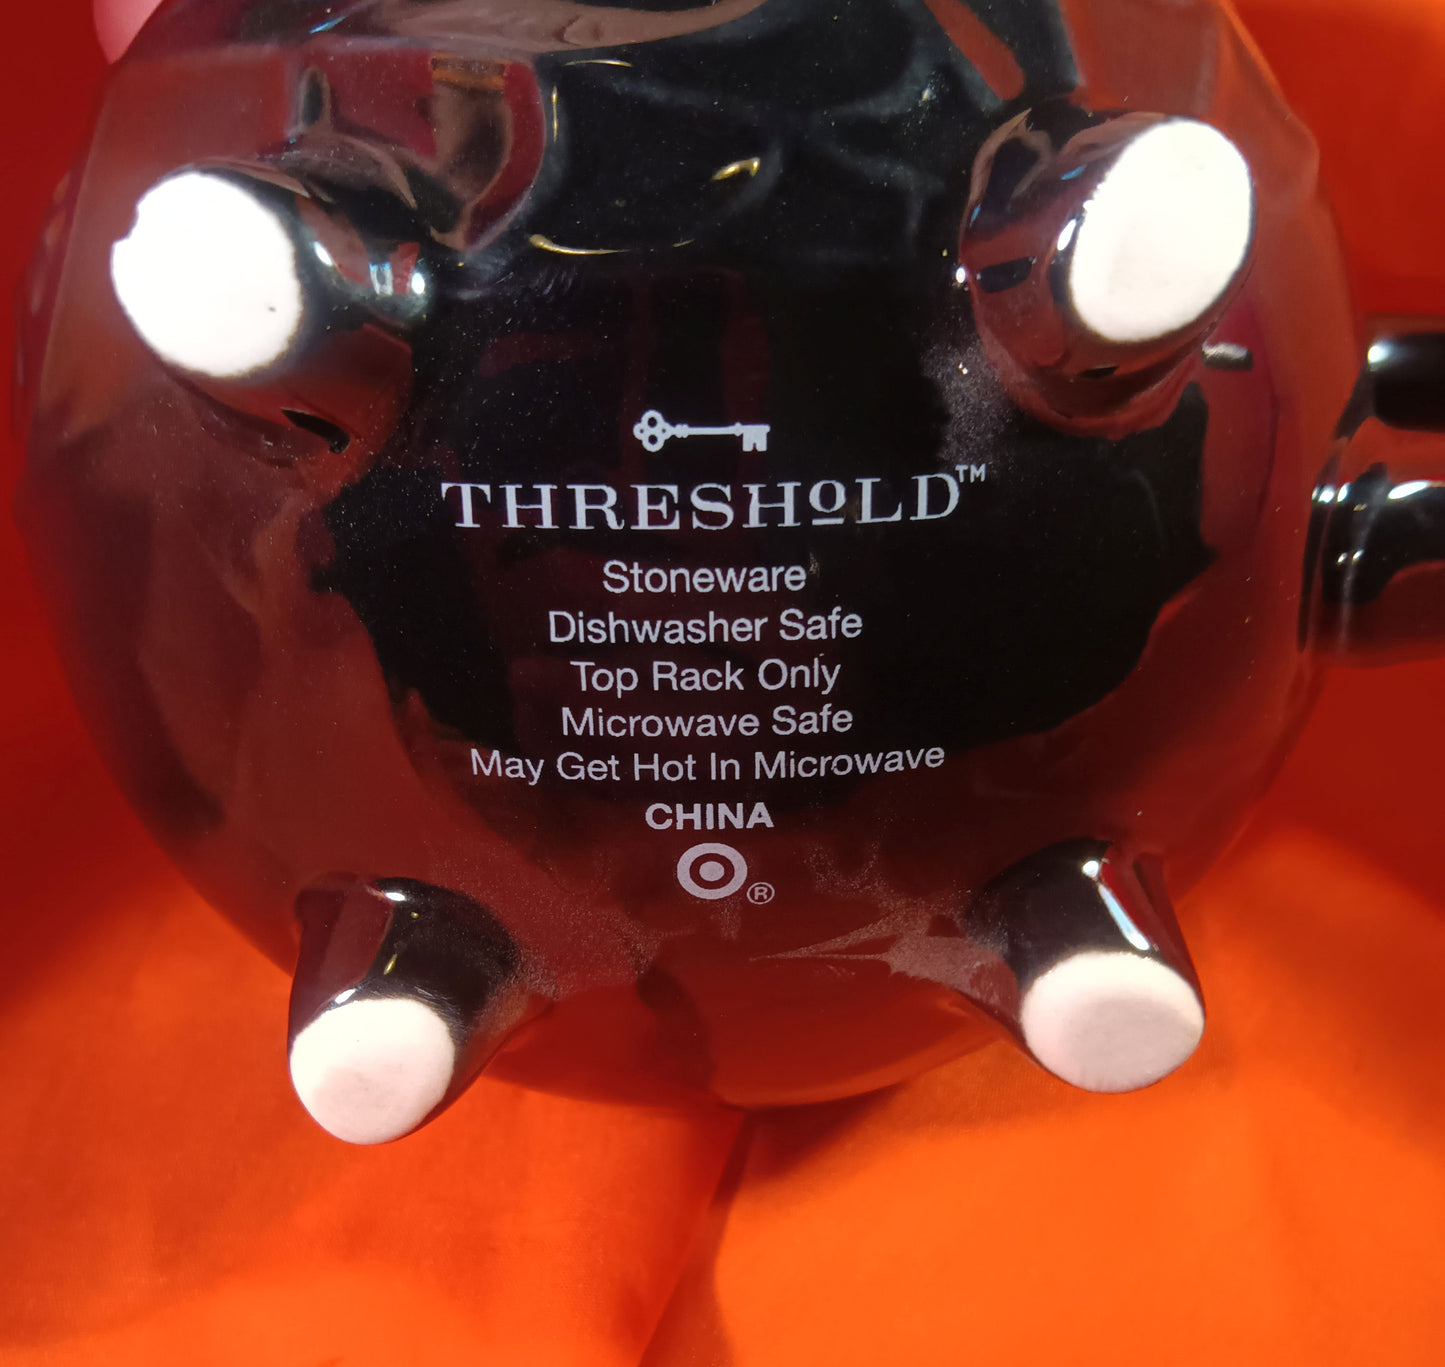 THRESHOLD™
Stoneware
Dishwasher Safe
Top Rack Only
Microwave Safe
May Get Hot In Microwave
CHINA
®